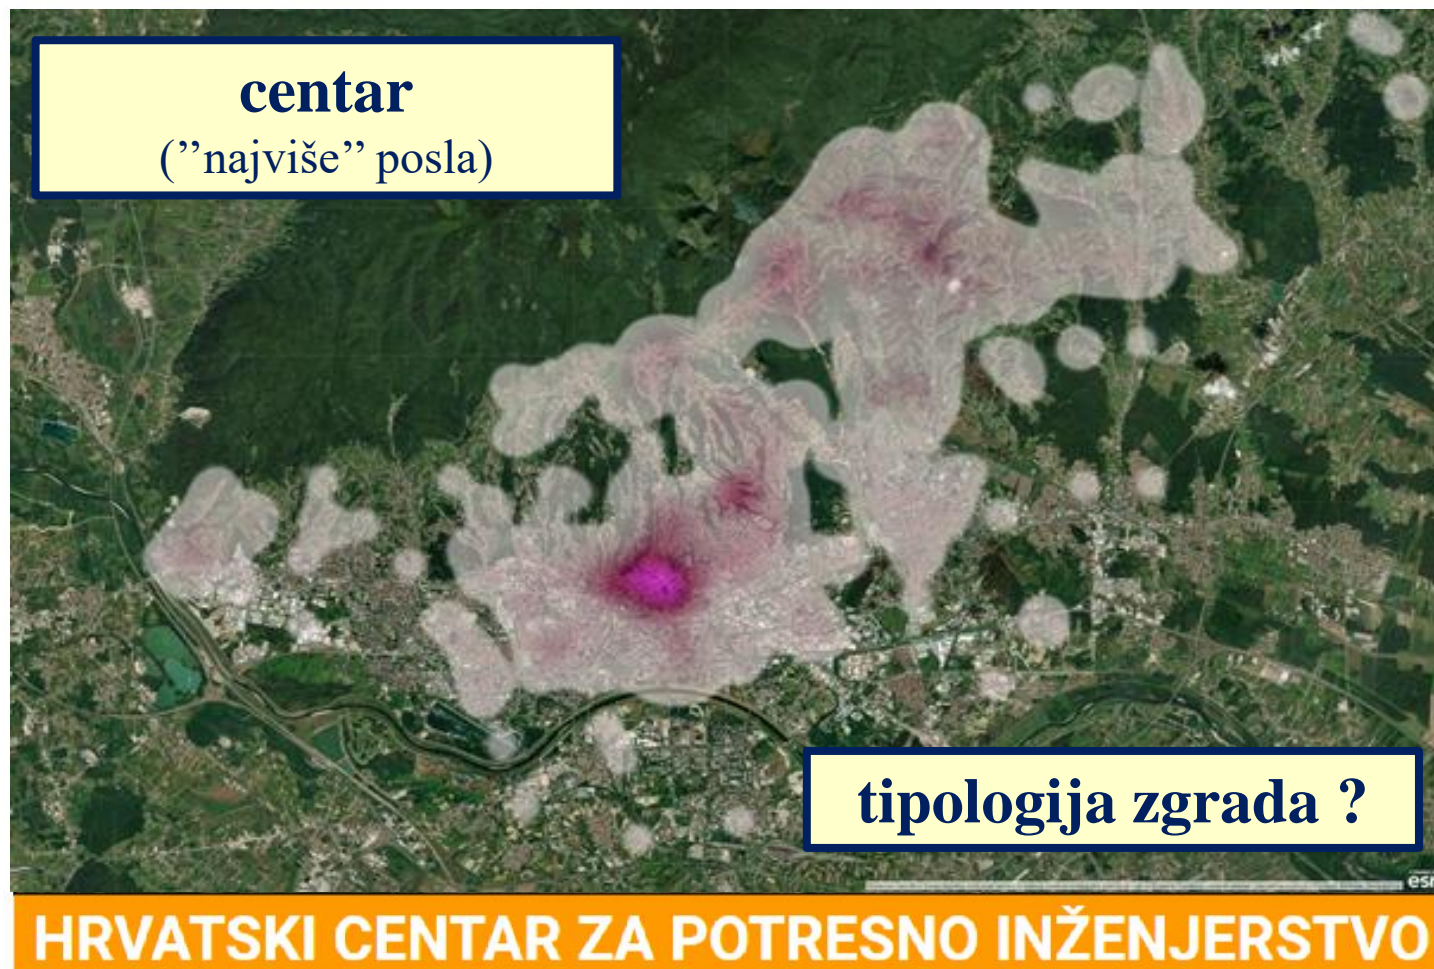 centar
(’’najviše’’ posla)
tipologija zgrada ?
HRVATSKI CENTAR ZA POTRESNO INŽENJERSTVO